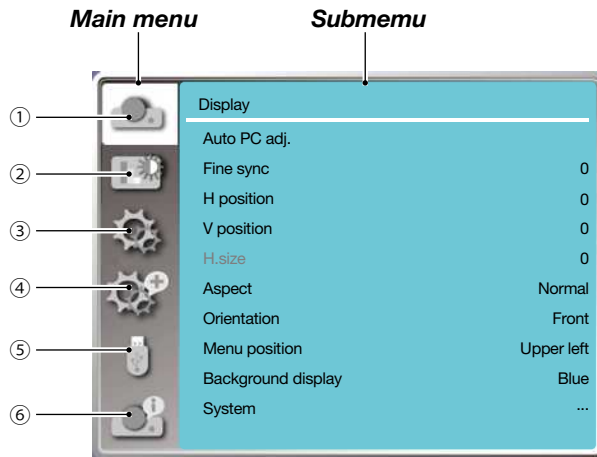 Main menu Submemu
① Display
Auto PC adj.
② Fine sync 0
H position 0
③ V position 0
H.size 0
④ Aspect Normal
Orientation Front
⑤ Menu position Upper left
Background display Blue
⑥ System ...